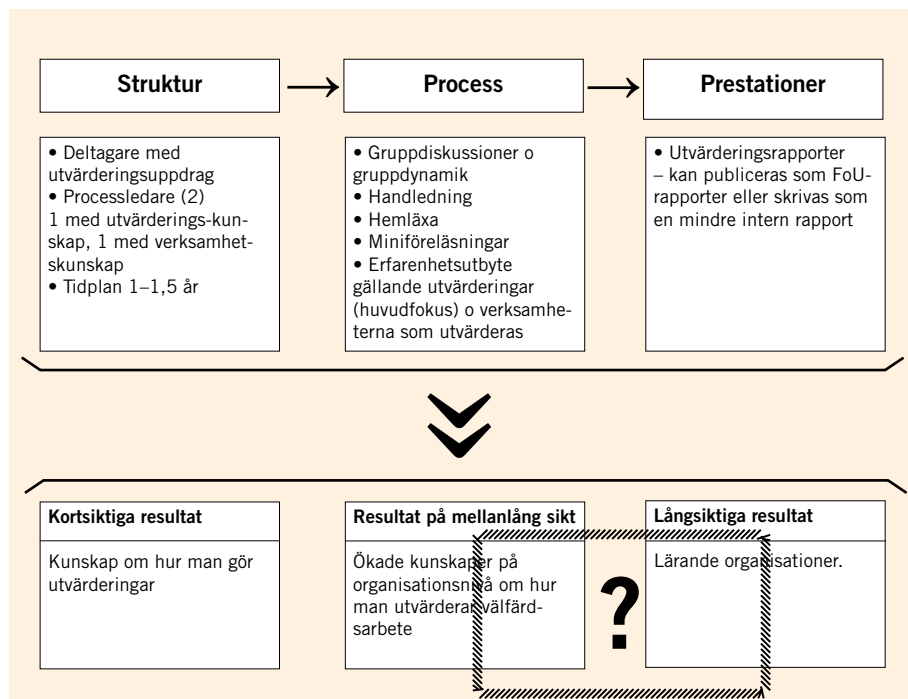 Struktur
Process
Prestationer
• Deltagare med
utvärderingsuppdrag
• Processledare (2)
1 med utvärderings-kun-
skap, 1 med verksamhet-
skunskap
• Tidplan 1–1,5 år
• Gruppdiskussioner o
gruppdynamik
• Handledning
• Hemläxa
• Miniföreläsningar
• Erfarenhetsutbyte
gällande utvärderingar
(huvudfokus) o verksamhe-
terna som utvärderas
• Utvärderingsrapporter
– kan publiceras som FoU-
rapporter eller skrivas som
en mindre intern rapport
Kortsiktiga resultat
Kunskap om hur man gör
utvärderingar
Resultat på mellanlång sikt
Ökade kunskaper på
organisationsnivå om hur
man utvärderar välfärd-
sarbete
?
Långsiktiga resultat
Lärande organisationer.